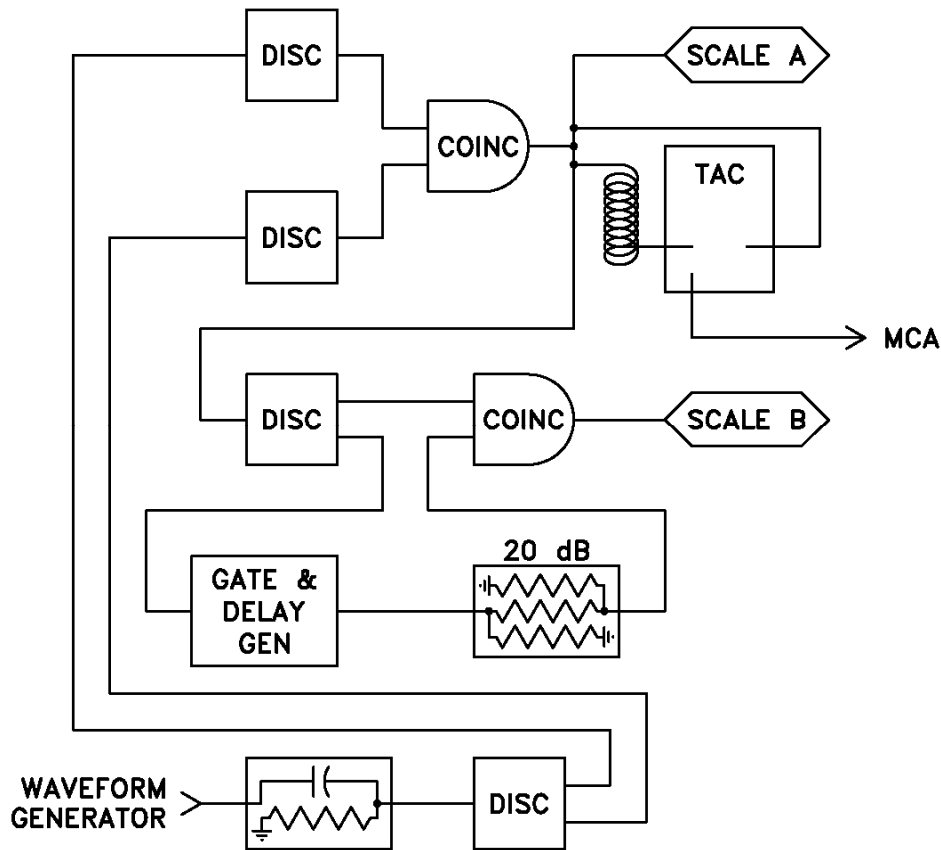 DISC
SCALE A
COINC
TAC
DISC
MCA
DISC
COINC
SCALE B
20 dB
GATE &
DELAY
GEN
WAVEFORM
GENERATOR
DISC